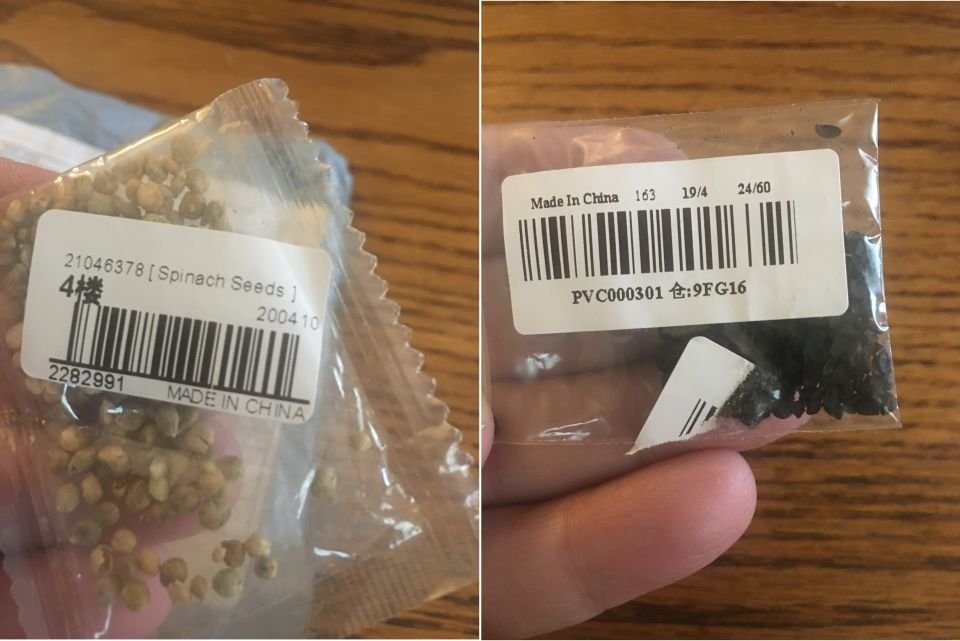 21046378 [ Spinach Seeds ]
4楼
200410
2282991
MADE IN CHINA
Made In China 163 19/4 24/60
PVC000301 仓:9FG16